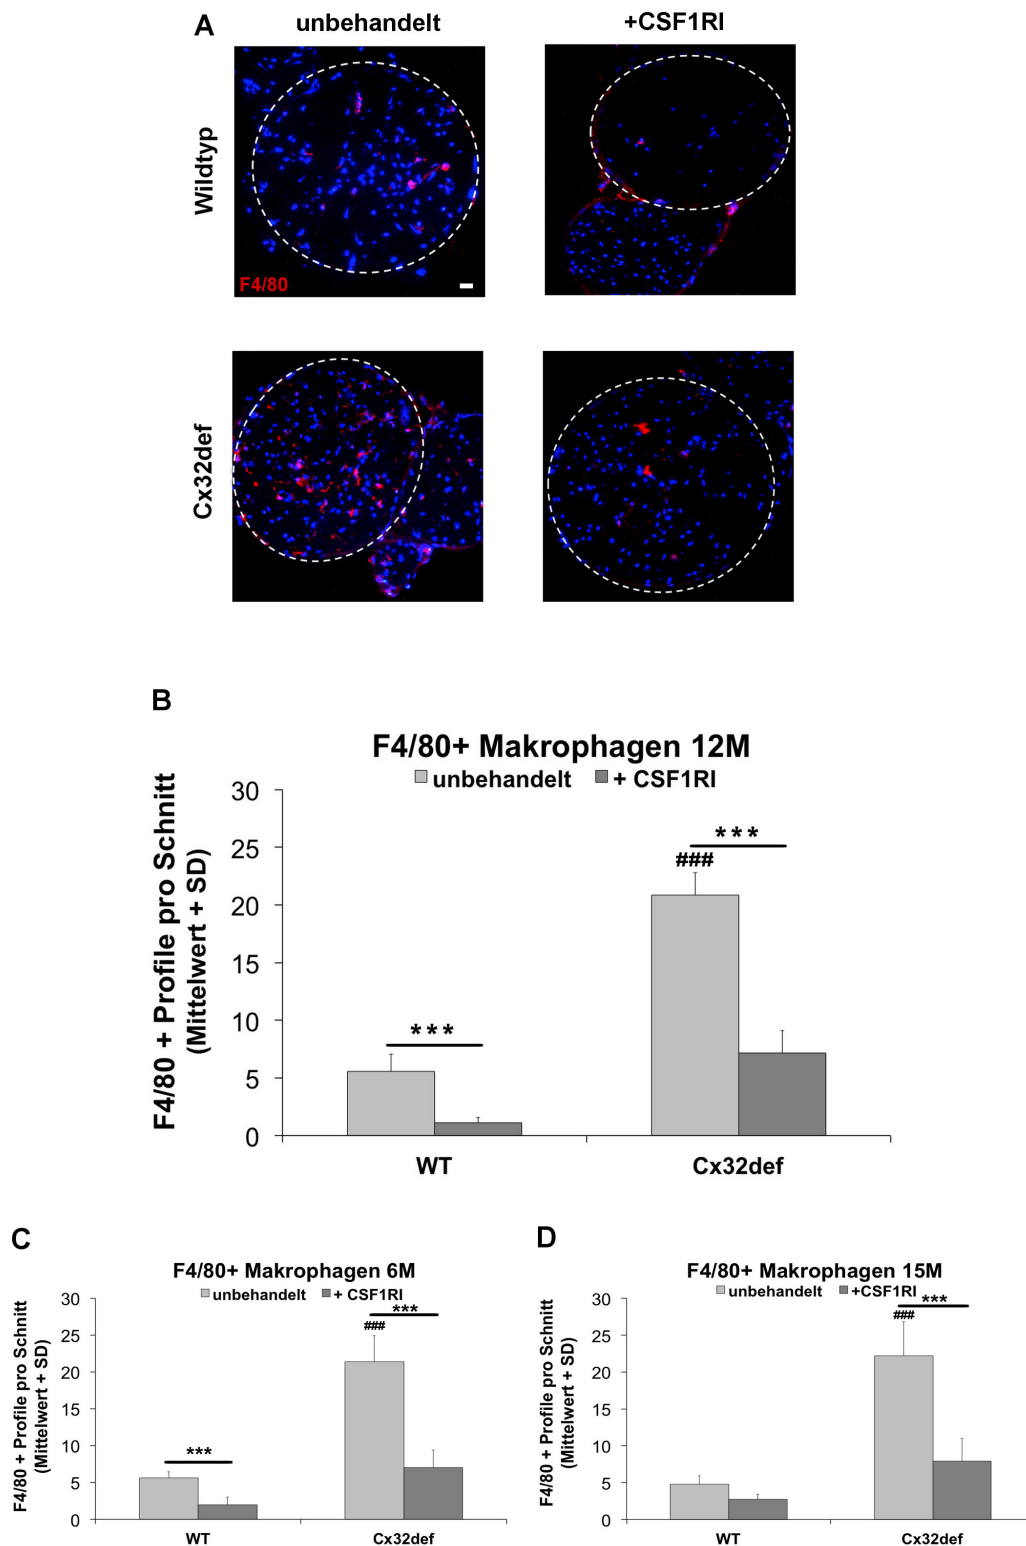 A
unbehandelt
+CSF1RI
Wildtyp
F4/80
Cx32def
B
F4/80+ Makrophagen 12M
unbehandelt
+ CSF1RI
F4/80 + Profile pro Schnitt
(Mittelwert + SD)
30
25
20
15
10
5
0
***
###
***
WT
Cx32def
C
F4/80+ Makrophagen 6M
unbehandelt
+ CSF1RI
F4/80 + Profile pro Schnitt
(Mittelwert + SD)
30
25
20
15
10
5
0
***
###
***
WT
Cx32def
D
F4/80+ Makrophagen 15M
unbehandelt
+CSF1RI
F4/80 + Profile pro Schnitt
(Mittelwert + SD)
30
25
20
15
10
5
0
***
###
WT
Cx32def